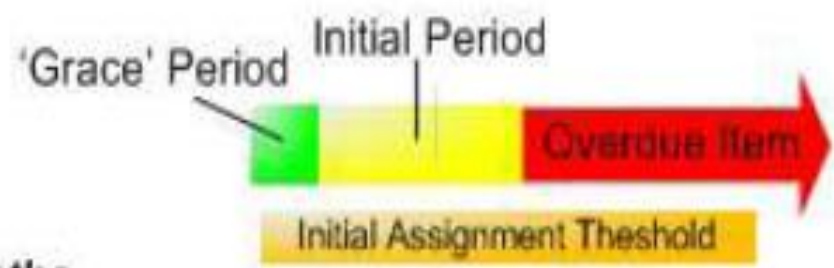 Initial Period
'Grace' Period
Overdue Item
Initial Assignment Theshold